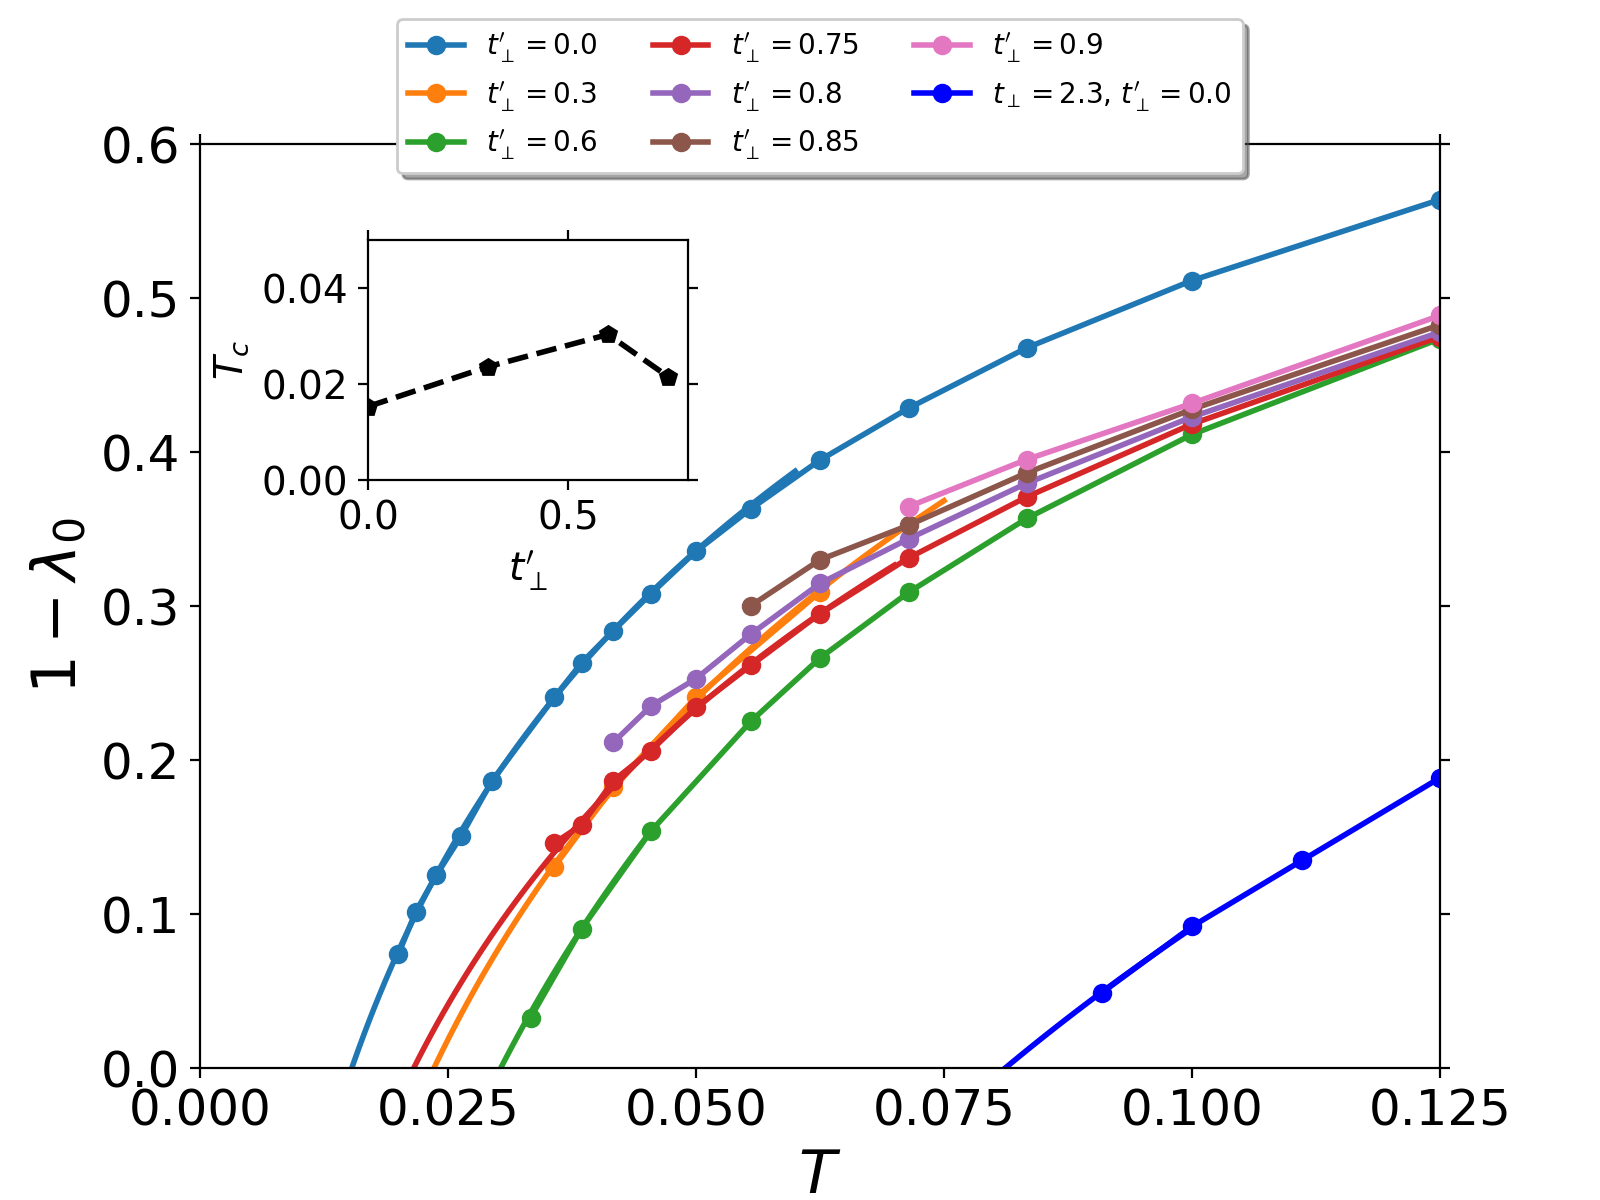 t′⊥ = 0.0 t′⊥ = 0.75 t′⊥ = 0.9
t′⊥ = 0.3 t′⊥ = 0.8 t⊥ = 2.3, t′⊥ = 0.0
t′⊥ = 0.6 t′⊥ = 0.85
0.6
0.5
0.4
0.3
0.2
0.1
0.0
1 − λ0
0.04
0.02
0.00
Tc
0.0 0.5
t′⊥
0.000 0.025 0.050 0.075 0.100 0.125
T